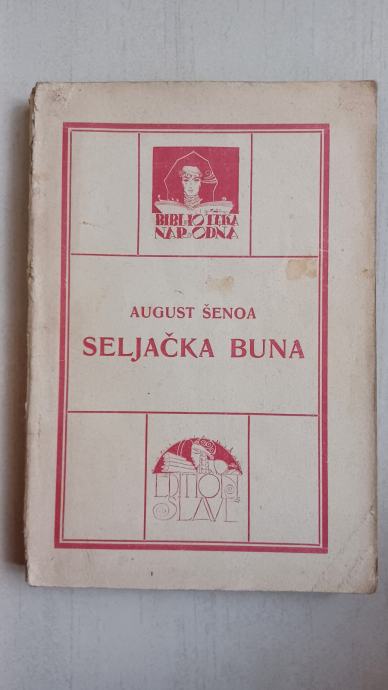 BIBLIOTEKA
NARODNA
AUGUST ŠENOA
SELJAČKA BUNA
EDITION
SLAVE